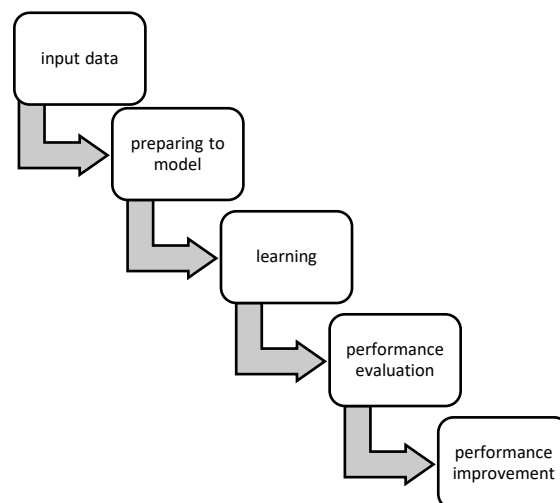 input data
preparing to
model
learning
performance
evaluation
performance
improvement